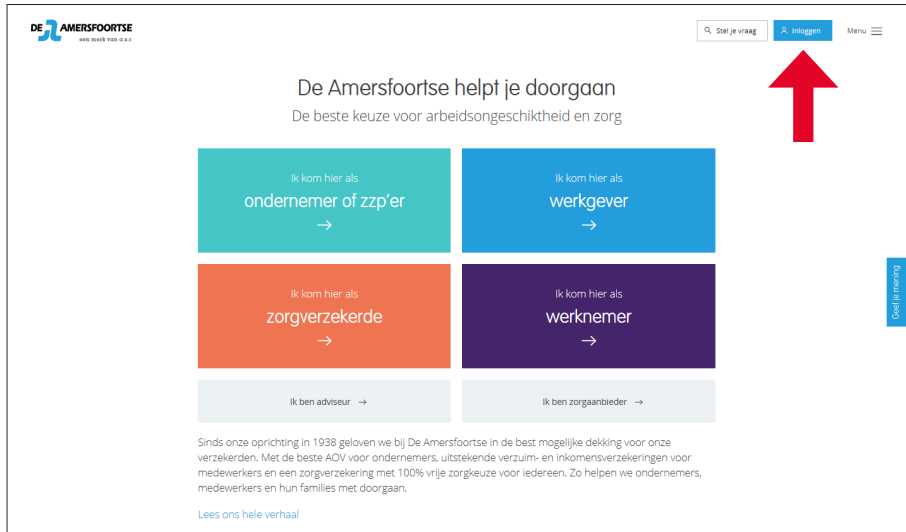 DE AMERSFOORTSE
een merk van a.s.r.
Stel je vraag
Inloggen
Menu
De Amersfoortse helpt je doorgaan
De beste keuze voor arbeidsongeschiktheid en zorg
Ik kom hier als
ondernemer of zzp'er
Ik kom hier als
werkgever
Ik kom hier als
zorgverzekerde
Ik kom hier als
werknemer
Geef je mening
Ik ben adviseur
Ik ben zorgaanbieder
Sinds onze oprichting in 1938 geloven we bij De Amersfoortse in de best mogelijke dekking voor onze
verzekerden. Met de beste AOV voor ondernemers, uitstekende verzuim- en inkomensverzekeringen voor
medewerkers en een zorgverzekering met 100% vrije zorgkeuze voor iedereen. Zo helpen we ondernemers,
medewerkers en hun families met doorgaan.
Lees ons hele verhaal